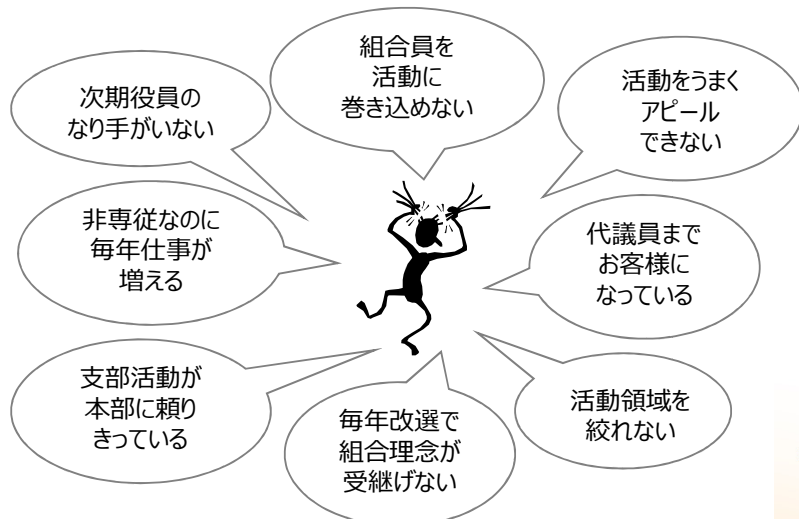 組合員を
活動に
巻き込めない
次期役員の
なり手がいない
活動をうまく
アピール
できない
非専従なのに
毎年仕事が
増える
代議員まで
お客様に
なっている
支部活動が
本部に頼り
きっている
毎年改選で
組合理念が
受継げない
活動領域を
絞れない